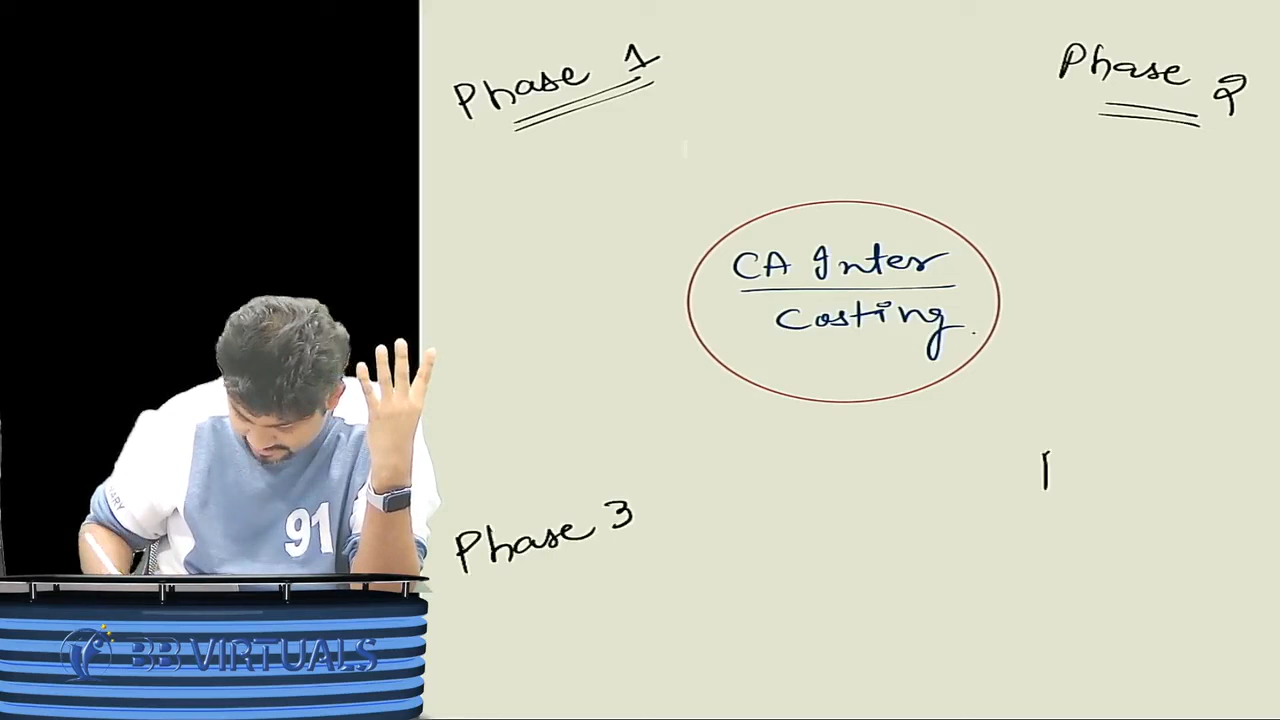 Phase 1
Phase 2
CA Inter
Costing.
Phase 3
91
BB VIRTUALS